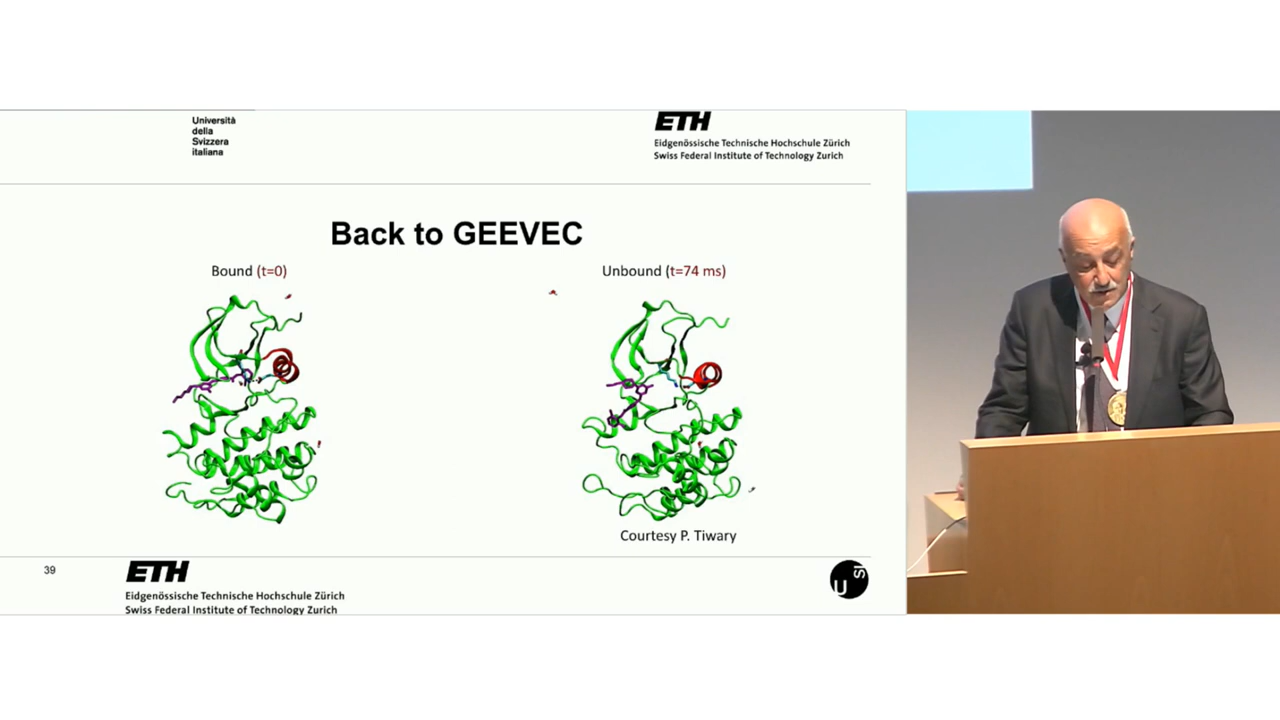 Università
della
Svizzera
italiana
ETH
Eidgenössische Technische Hochschule Zürich
Swiss Federal Institute of Technology Zurich
Back to GEEVEC
Bound (t=0)
Unbound (t=74 ms)
Courtesy P. Tiwary
39
ETH
Eidgenössische Technische Hochschule Zürich
Swiss Federal Institute of Technology Zurich
USI